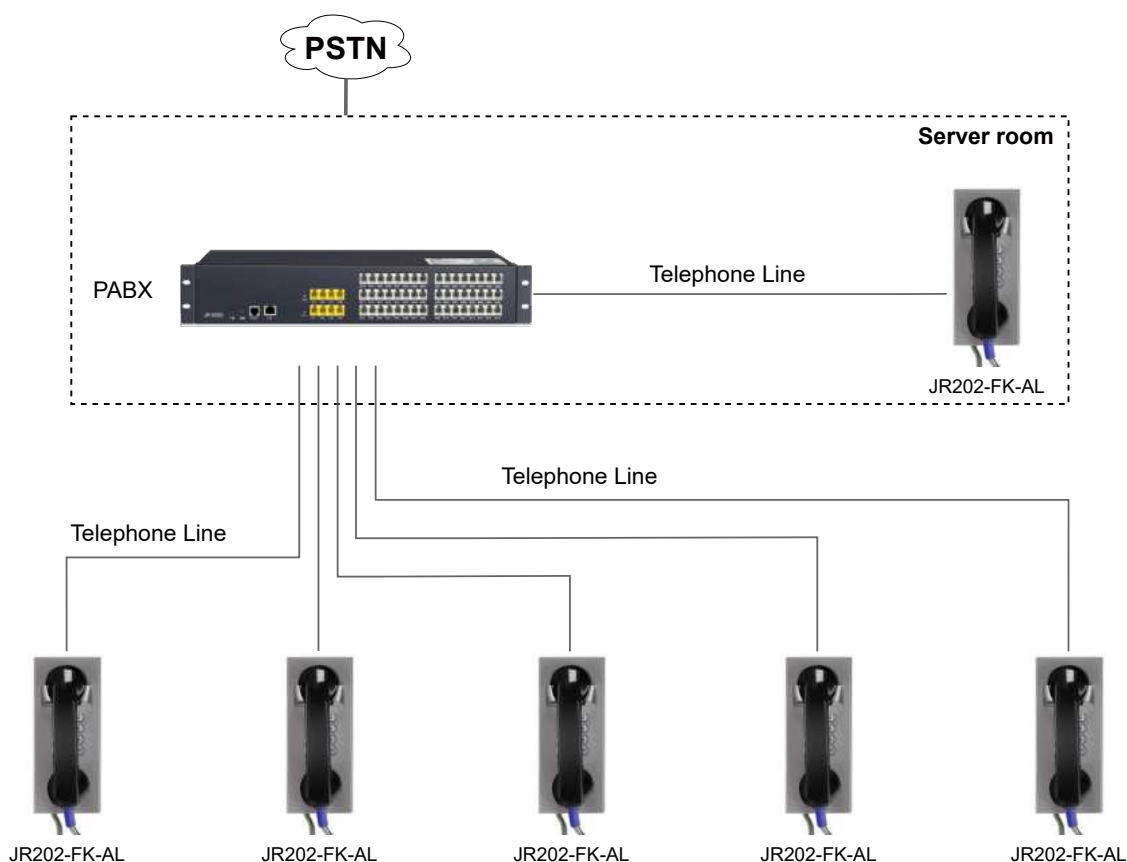 PSTN
Server room
PABX
Telephone Line
JR202-FK-AL
Telephone Line
Telephone Line
JR202-FK-AL
JR202-FK-AL
JR202-FK-AL
JR202-FK-AL
JR202-FK-AL